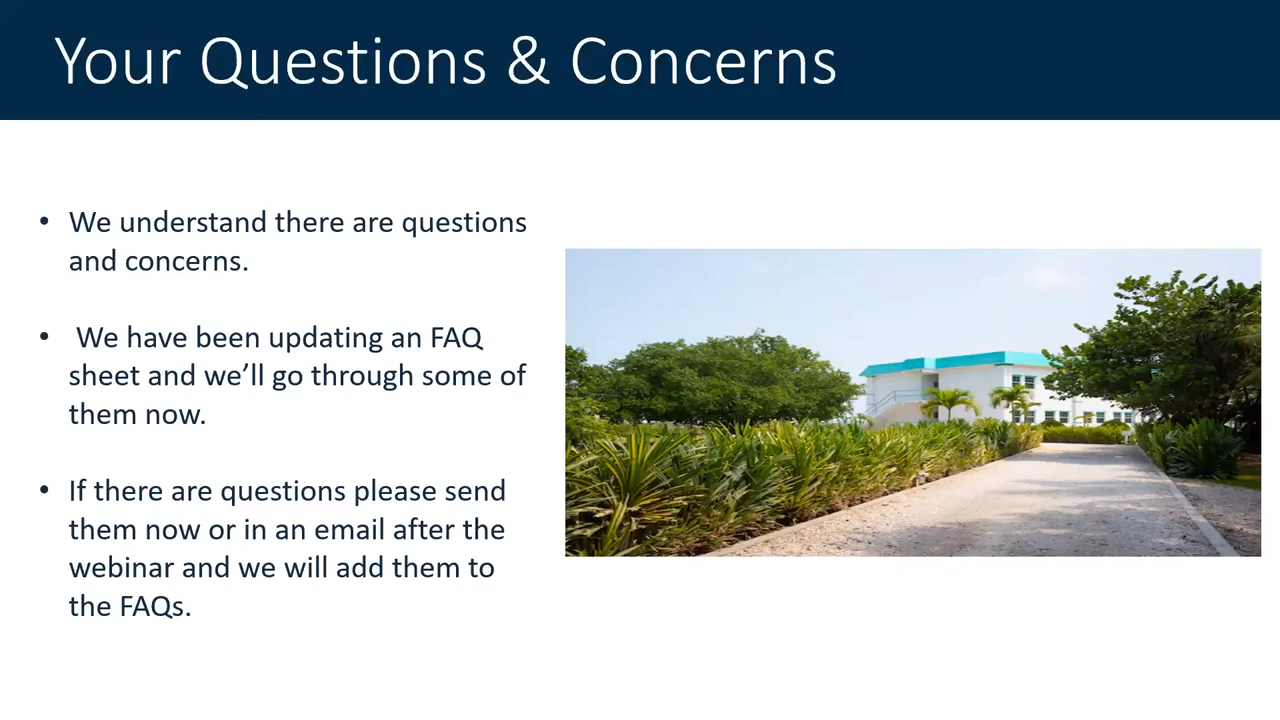 Your Questions & Concerns
• We understand there are questions
and concerns.
• We have been updating an FAQ
sheet and we’ll go through some of
them now.
• If there are questions please send
them now or in an email after the
webinar and we will add them to
the FAQs.